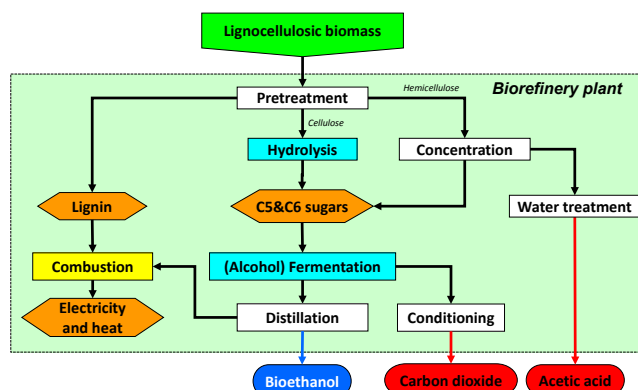 Lignocellulosic biomass
Biorefinery plant
Hemicellulose
Pretreatment
Cellulose
Hydrolysis
Concentration
Lignin
C5&C6 sugars
Water treatment
Combustion
(Alcohol) Fermentation
Electricity
and heat
Distillation
Conditioning
Bioethanol
Carbon dioxide
Acetic acid